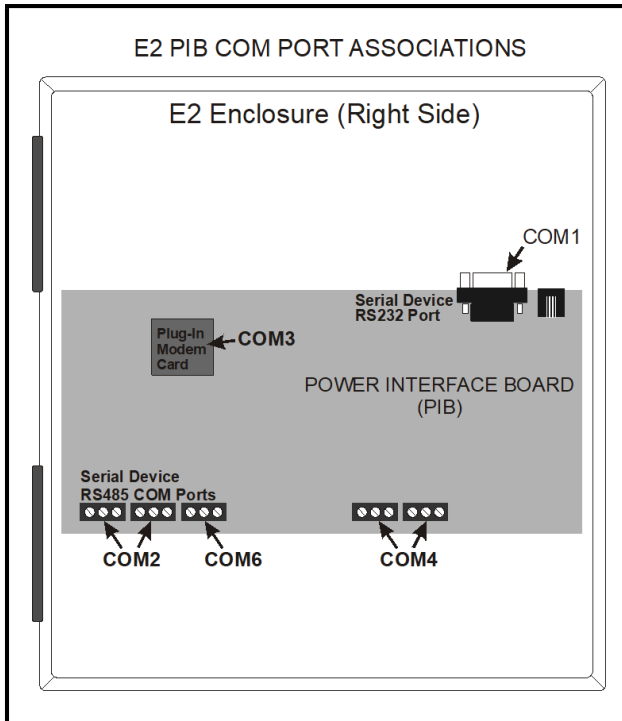 E2 PIB COM PORT ASSOCIATIONS
E2 Enclosure (Right Side)
COM1
Serial Device
RS232 Port
Plug-In
Modem
Card
COM3
POWER INTERFACE BOARD
(PIB)
Serial Device
RS485 COM Ports
COM2
COM6
COM4